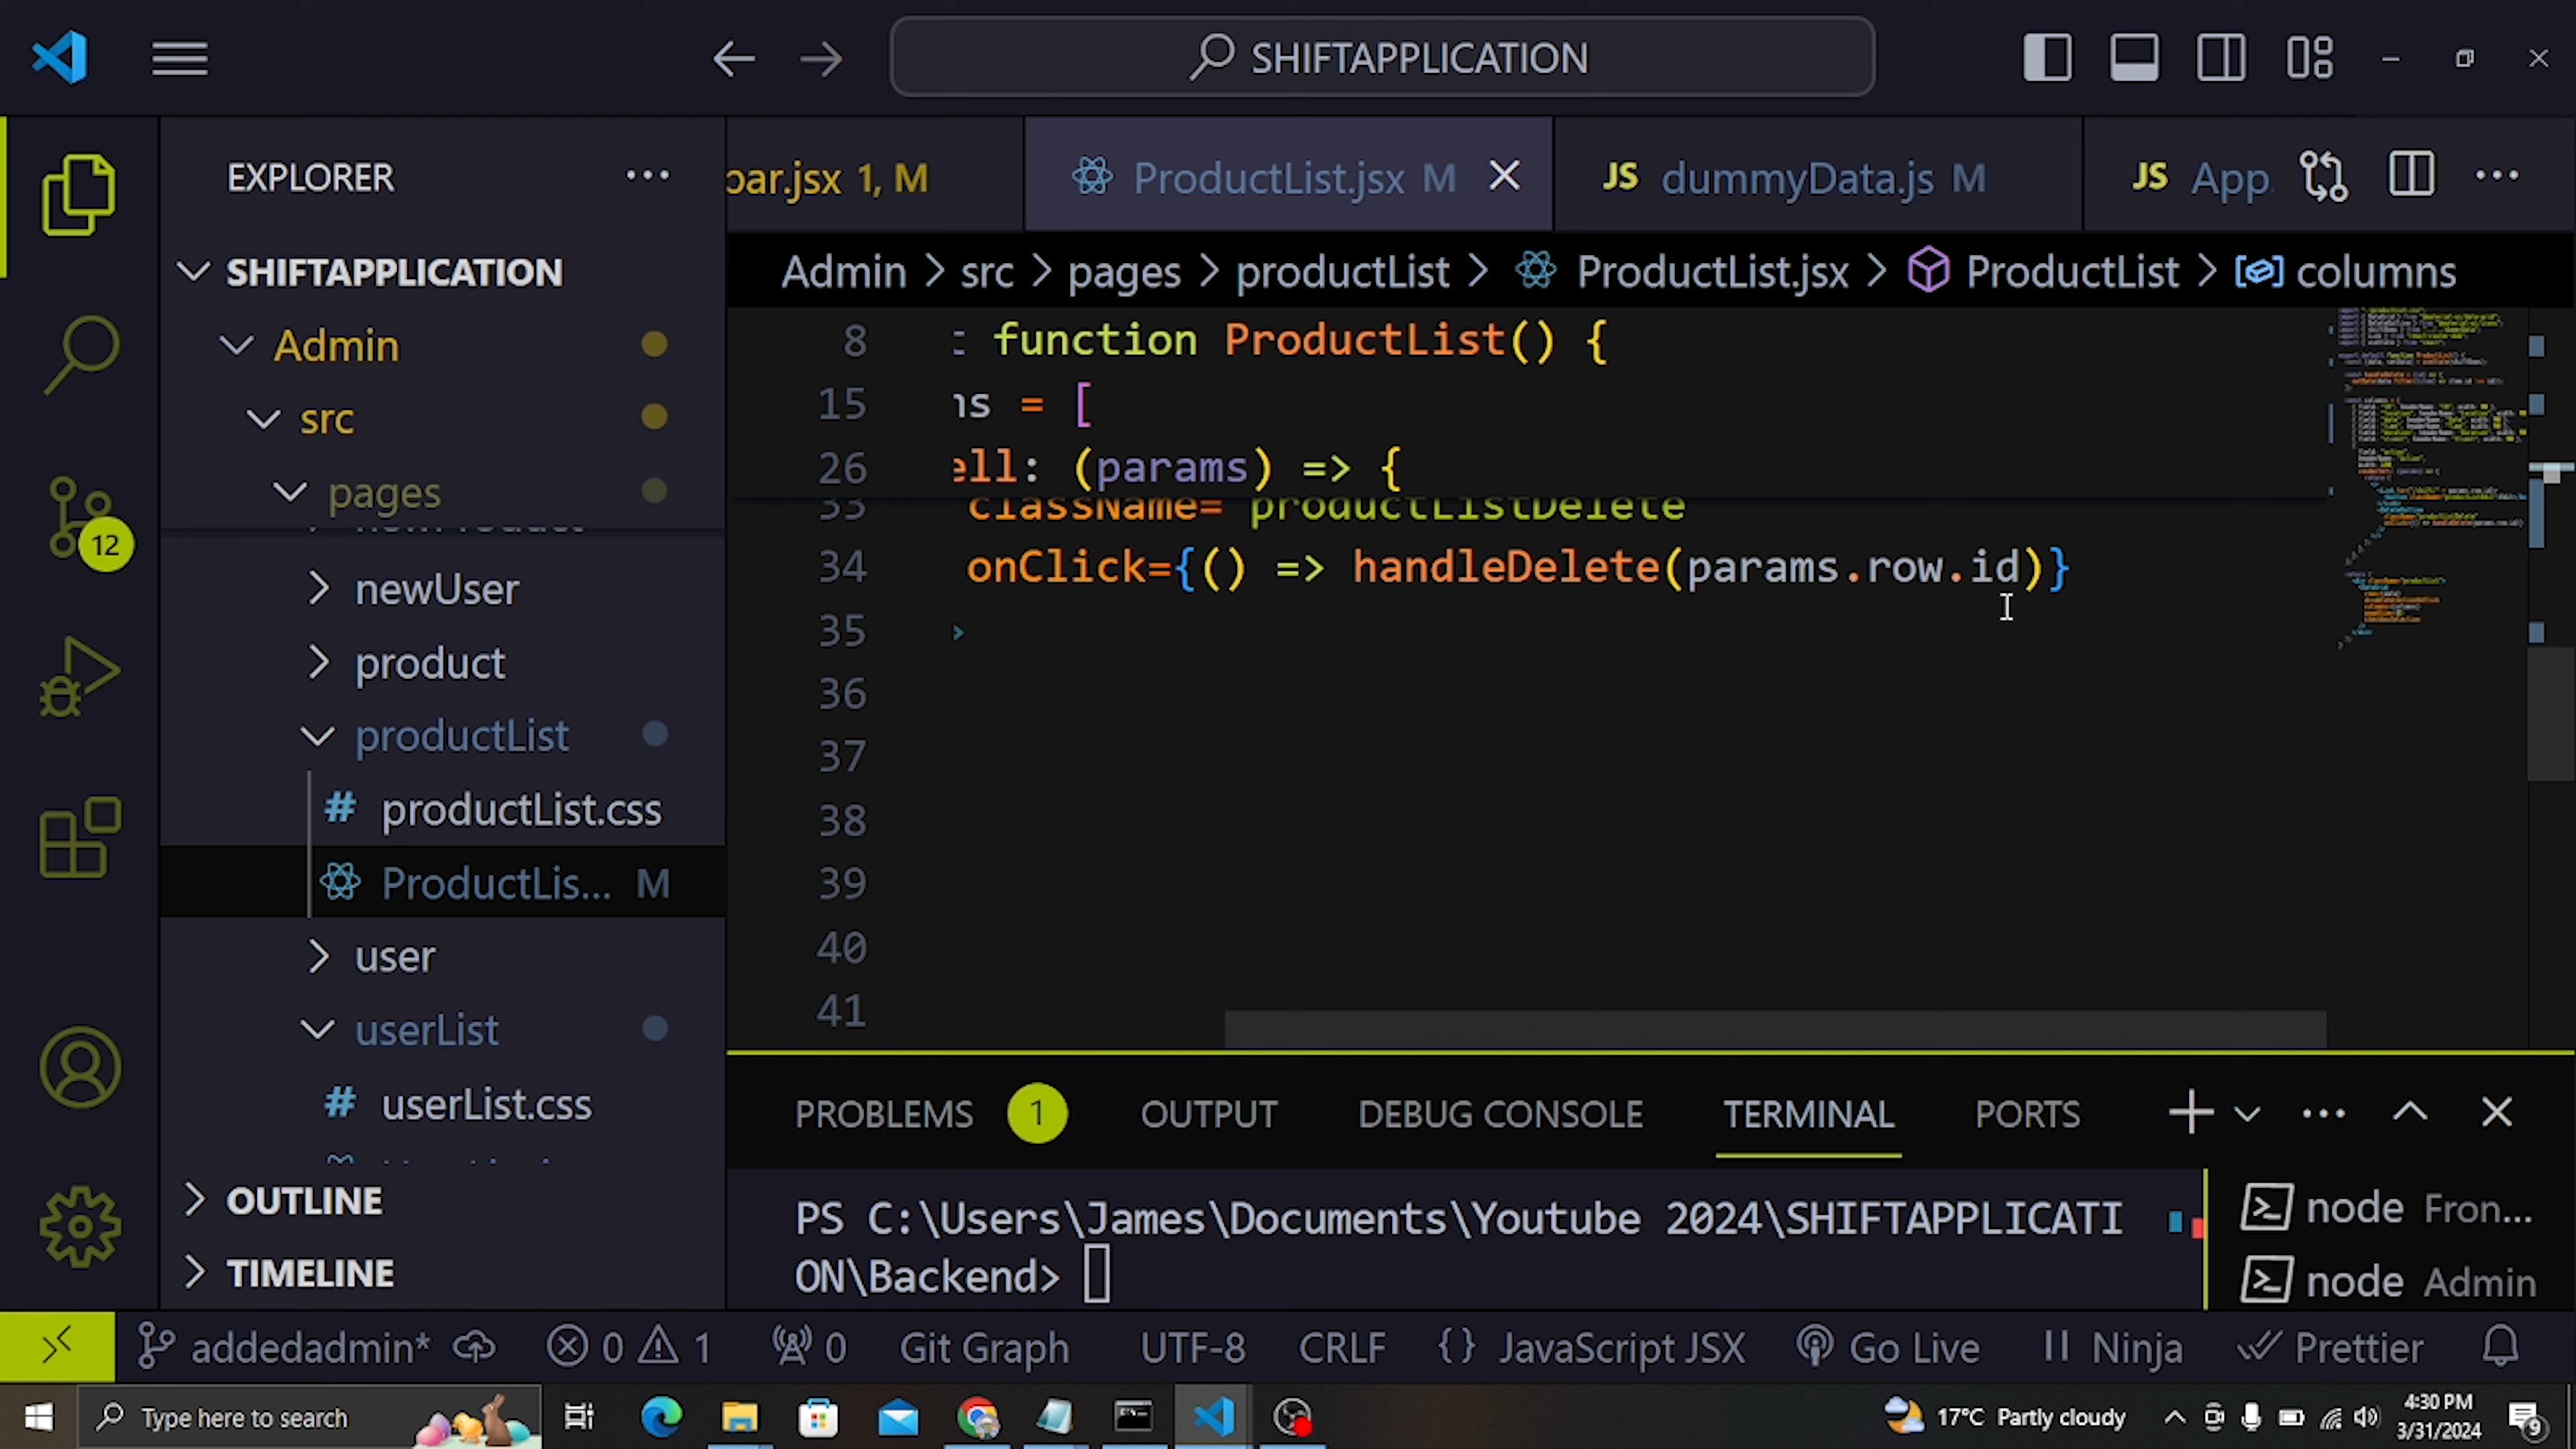 SHIFTAPPLICATION
EXPLORER
SHIFTAPPLICATION
Admin
src
pages
newUser
product
productList
# productList.css
ProductLis... M
user
userList
# userList.css
OUTLINE
TIMELINE
12
bar.jsx 1, M
ProductList.jsx M
JS dummyData.js M
JS App.
Admin > src > pages > productList > ProductList.jsx > ProductList > columns
8 function ProductList() {
15 ns = [
26 ell: (params) => {
33 className= productListDelete
34 onClick={() => handleDelete(params.row.id)}
35
36
37
38
39
40
41
PROBLEMS 1 OUTPUT DEBUG CONSOLE TERMINAL PORTS
PS C:\Users\James\Documents\Youtube 2024\SHIFTAPPLICATI
ON\Backend>
node Fron...
node Admin
addedadmin* 0 1 0 Git Graph UTF-8 CRLF {} JavaScript JSX Go Live Ninja Prettier
Type here to search
17°C Partly cloudy
4:30 PM
3/31/2024
9